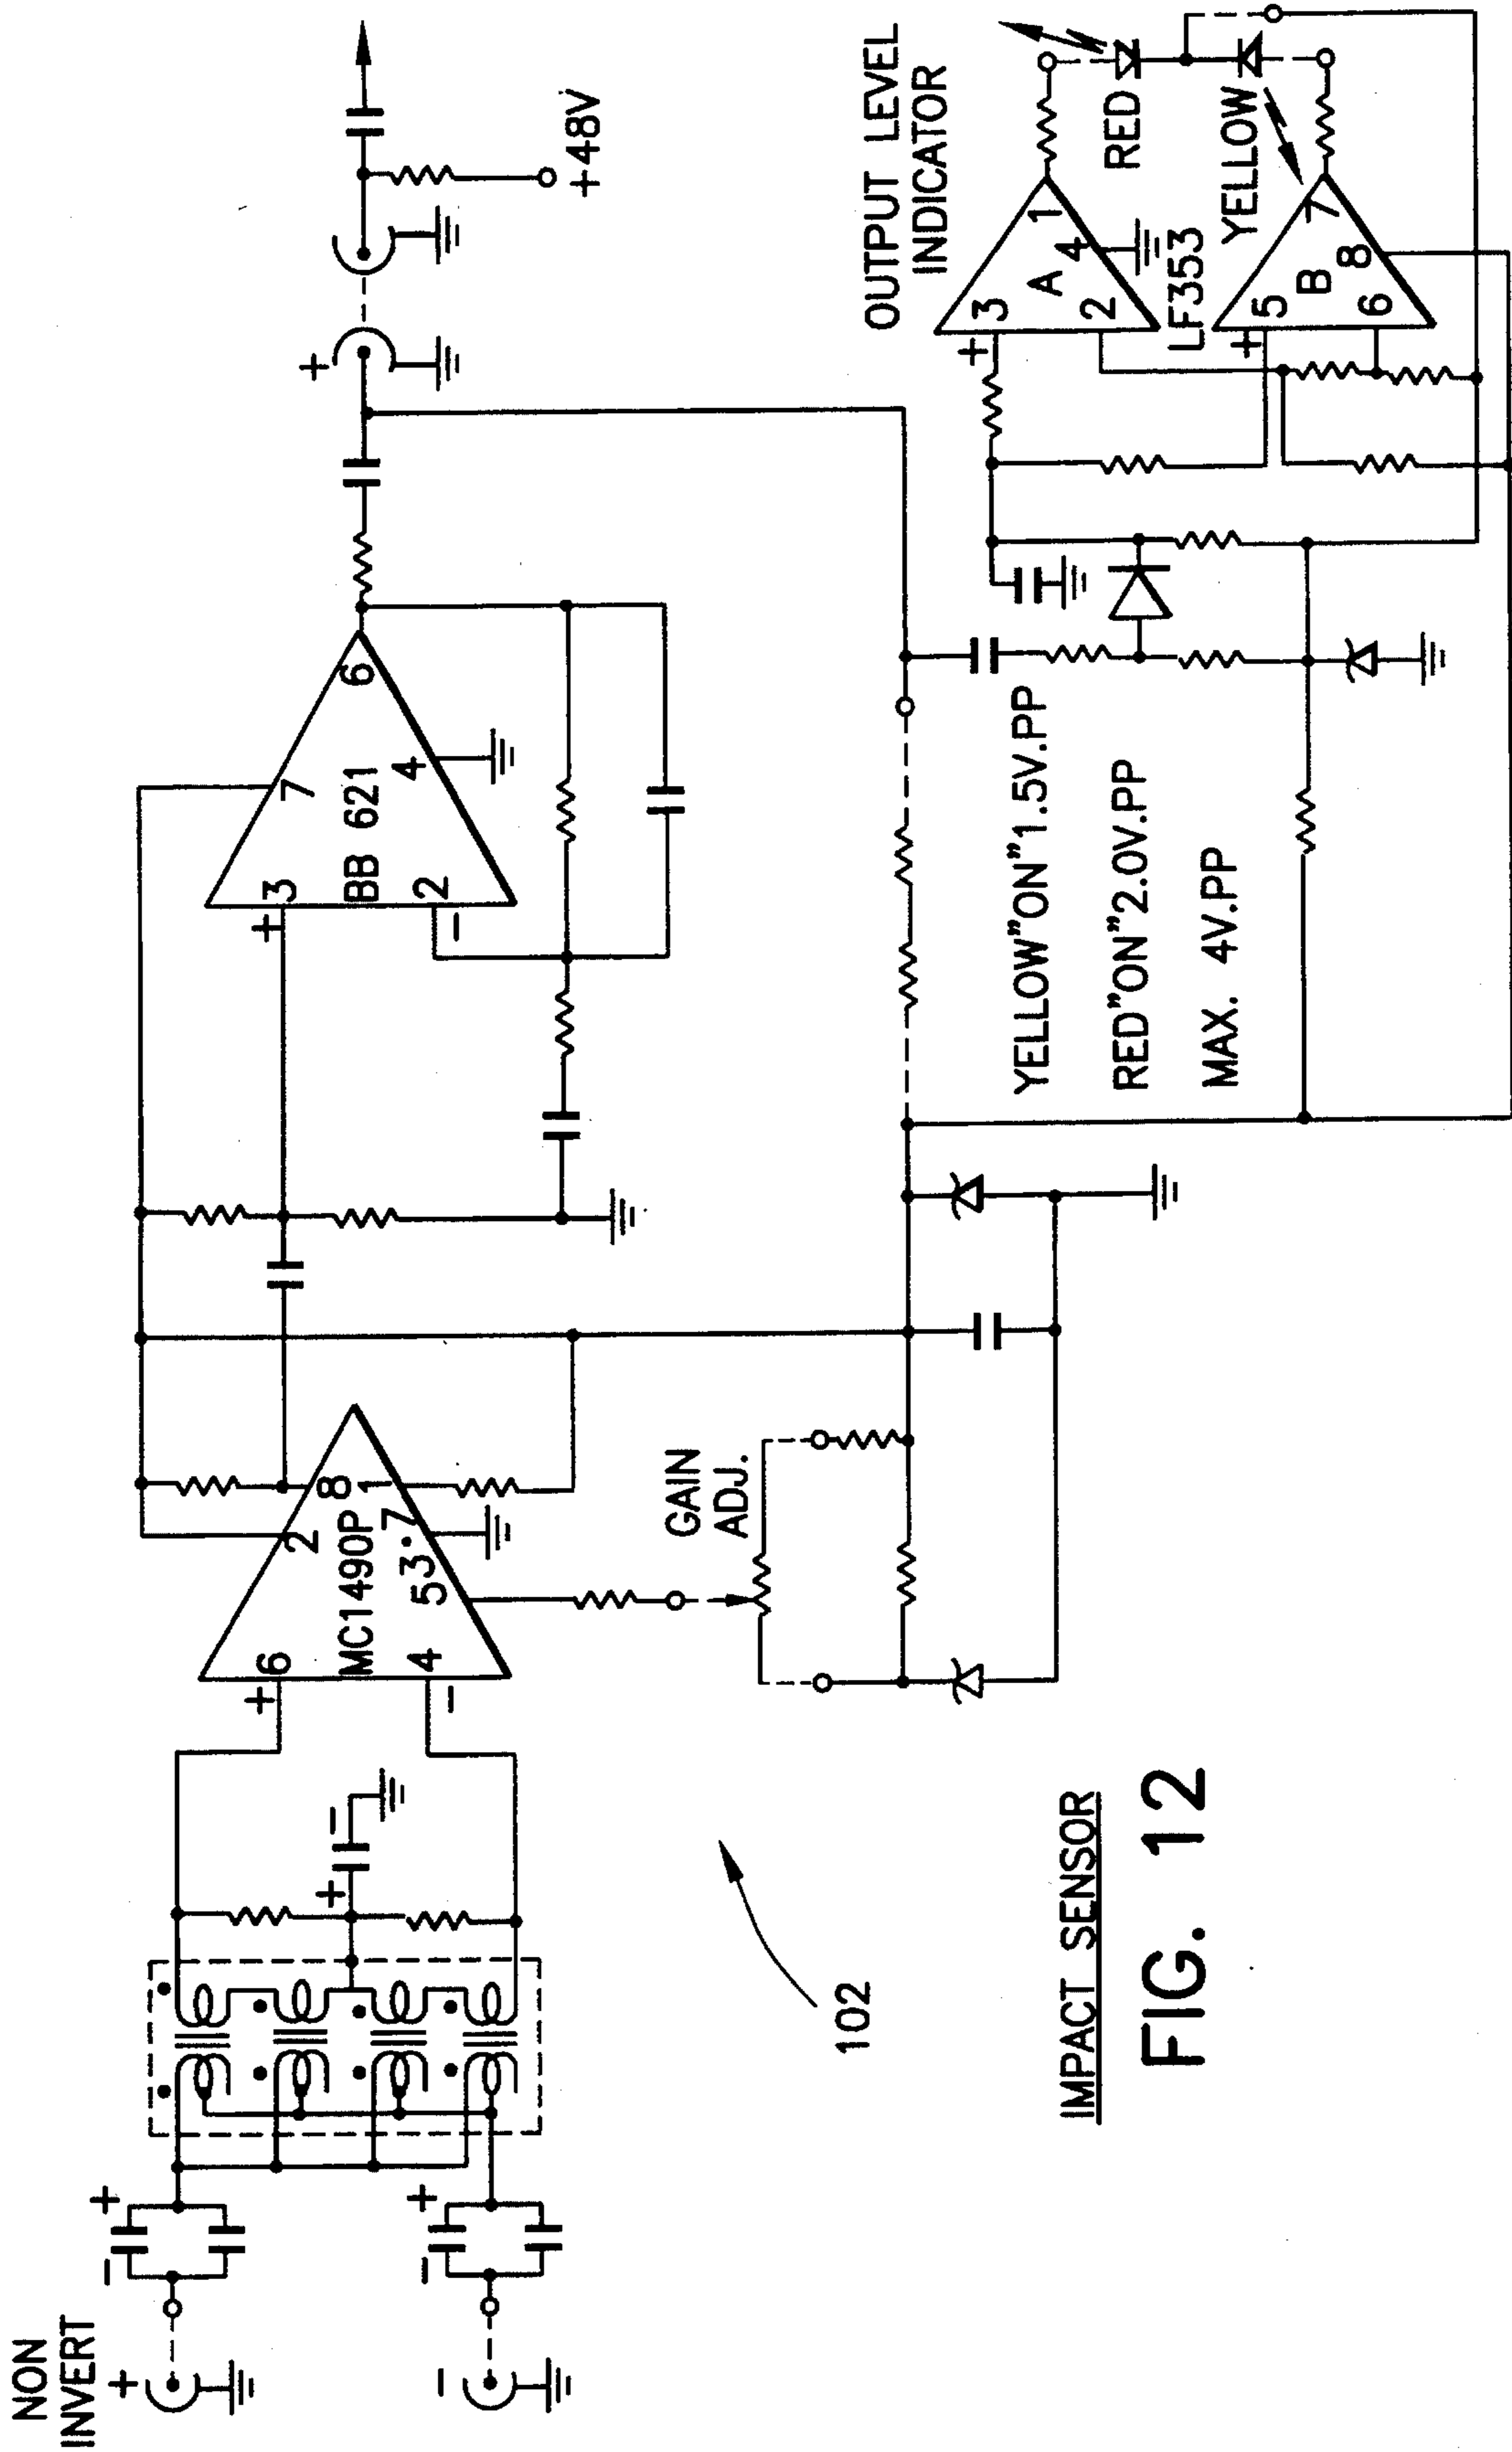 NON
INVERT
+
−
− +
− +
+ −
6
+
MC1490P
4
−
2
8
1
7
53.
GAIN
ADJ.
3
+
BB 621
2
−
7
6
4
+
+48V
OUTPUT LEVEL
INDICATOR
3
+
A
1
2
4
LF353
RED
YELLOW
5
+
B
7
6
8
YELLOW"ON"1.5V.PP
RED"ON"2.0V.PP
MAX. 4V.PP
102
IMPACT SENSOR
FIG. 12